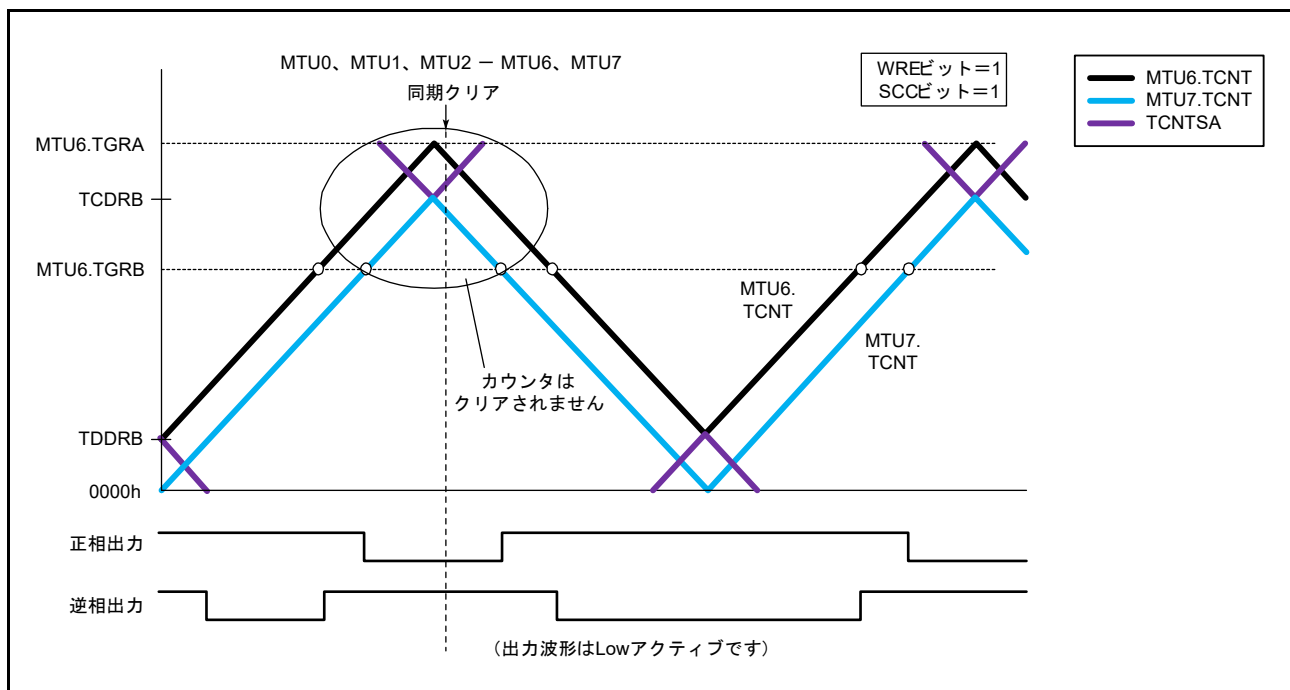 MTU0、MTU1、MTU2 － MTU6、MTU7
同期クリア
WREビット＝1
SCCビット＝1
MTU6.TCNT
MTU7.TCNT
TCNTSA
MTU6.TGRA
TCDRB
MTU6.TGRB
MTU6.
TCNT
MTU7.
TCNT
カウンタは
クリアされません
TDDRB
0000h
正相出力
逆相出力
（出力波形はLowアクティブです）